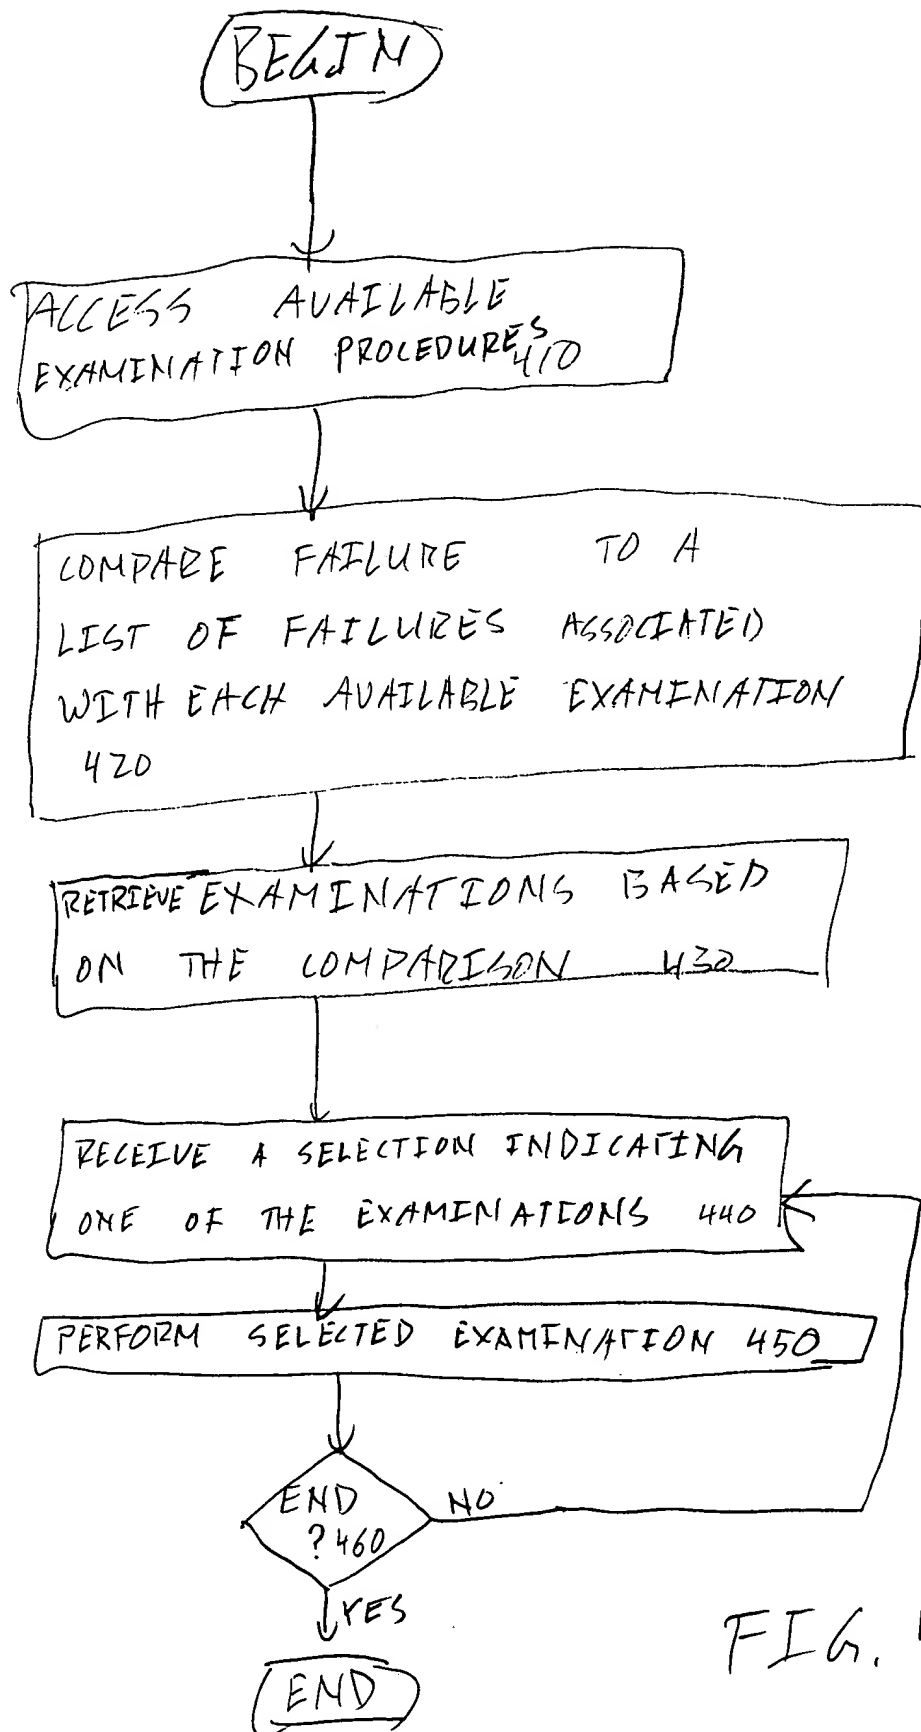 BEGIN
ACCESS AVAILABLE
EXAMINATION PROCEDURES
410
COMPARE FAILURE TO A
LIST OF FAILURES ASSOCIATED
WITH EACH AVAILABLE EXAMINATION
420
RETRIEVE EXAMINATIONS BASED
ON THE COMPARISON 430
RECEIVE A SELECTION INDICATING
ONE OF THE EXAMINATIONS 440
PERFORM SELECTED EXAMINATION 450
END NO
? 460
YES
END
FIG.